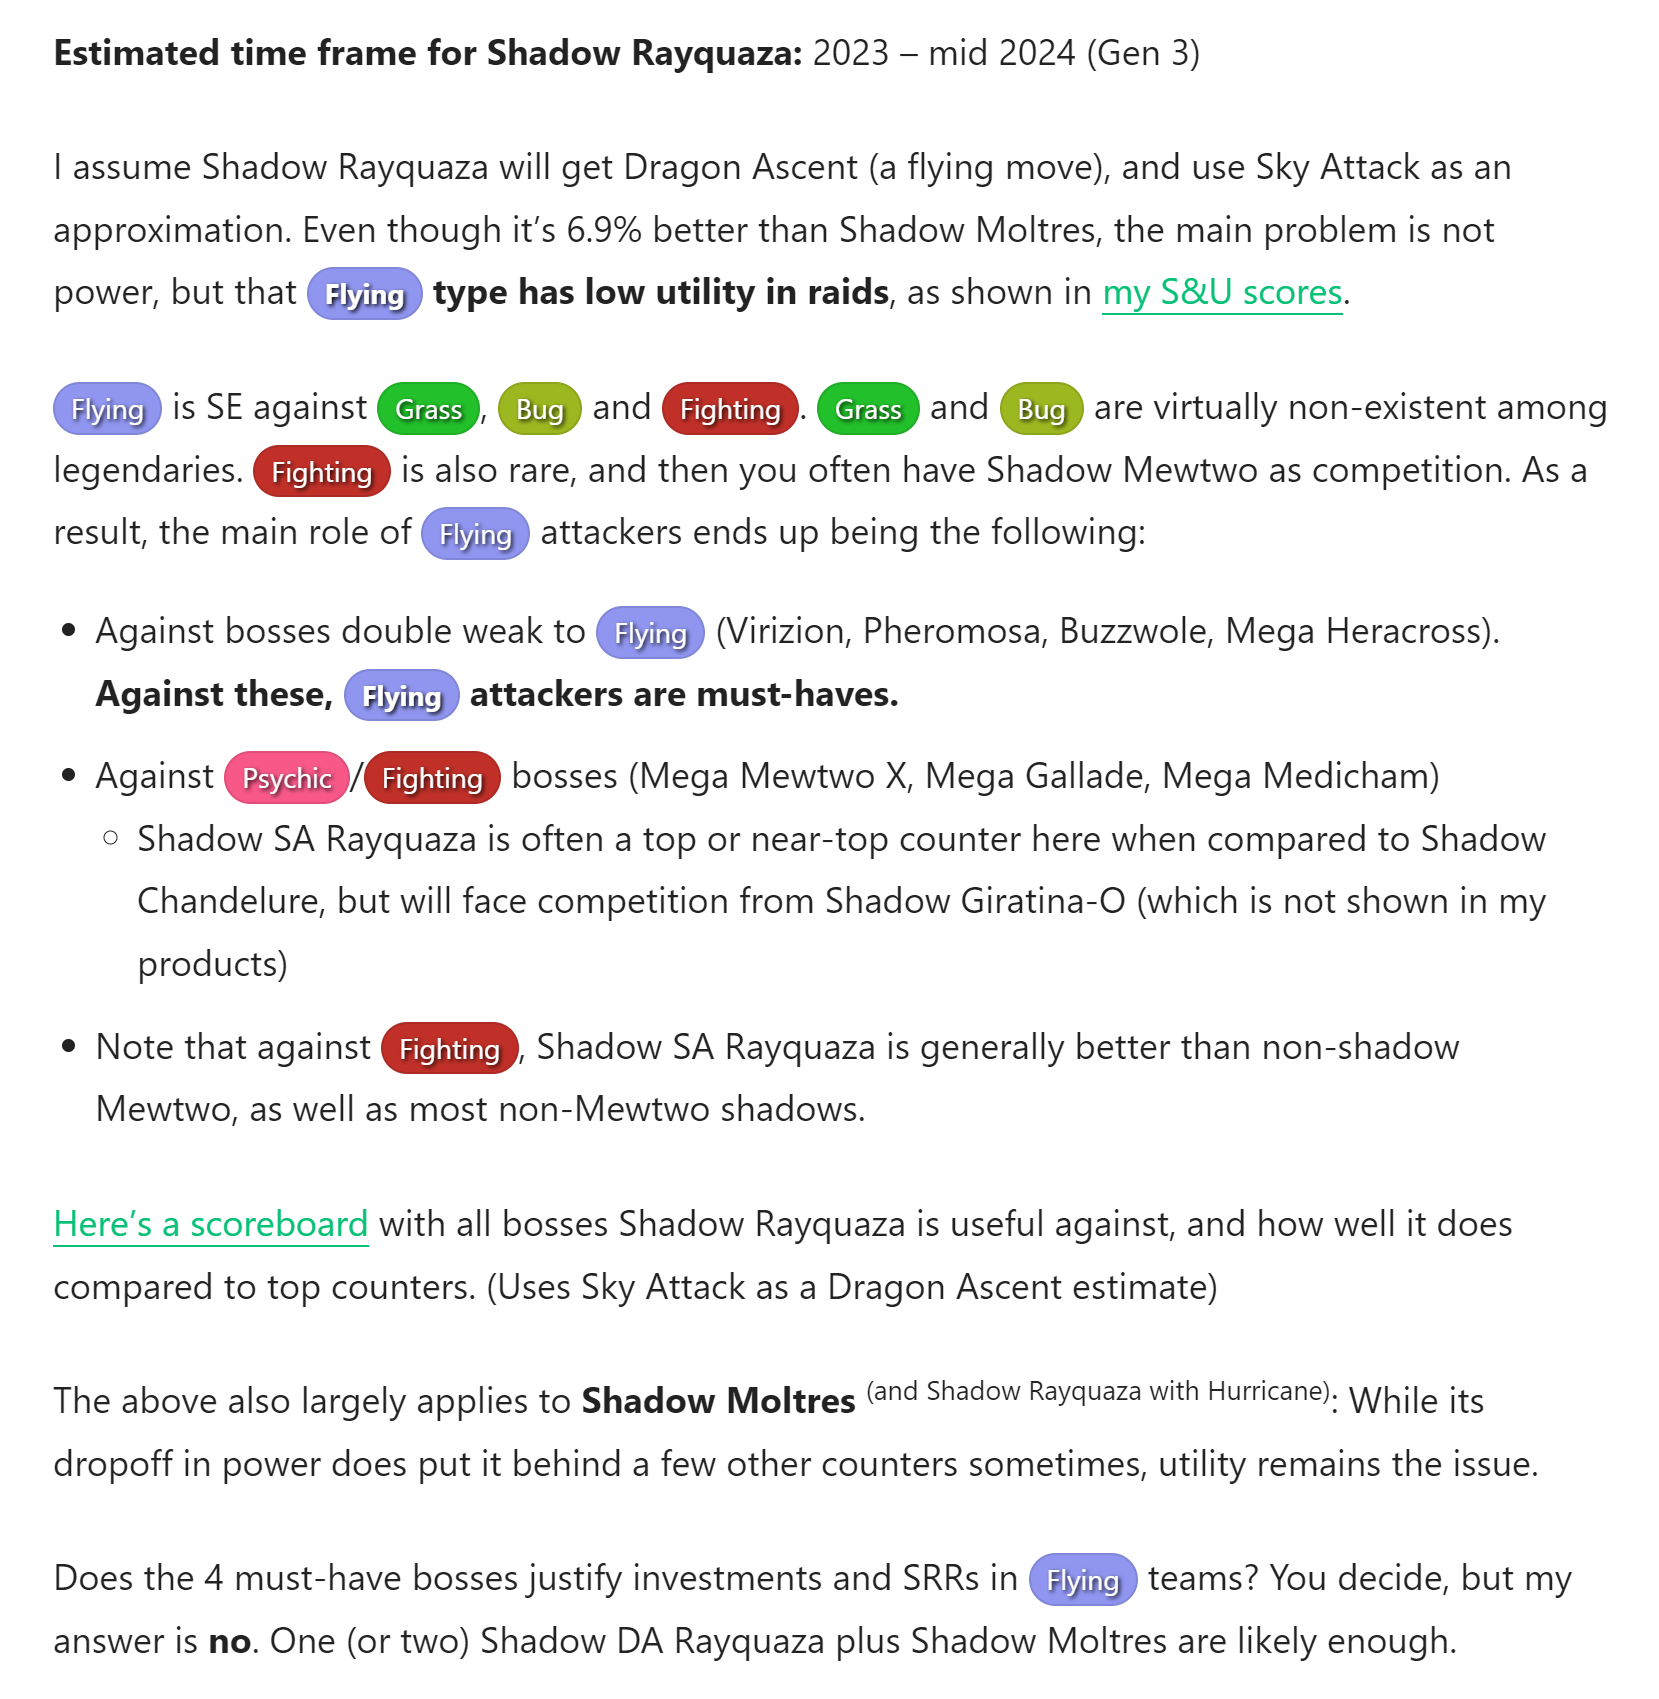 Estimated time frame for Shadow Rayquaza: 2023 – mid 2024 (Gen 3)
I assume Shadow Rayquaza will get Dragon Ascent (a flying move), and use Sky Attack as an
approximation. Even though it’s 6.9% better than Shadow Moltres, the main problem is not
power, but that Flying type has low utility in raids, as shown in my S&U scores.
Flying is SE against Grass, Bug and Fighting. Grass and Bug are virtually non-existent among
legendaries. Fighting is also rare, and then you often have Shadow Mewtwo as competition. As a
result, the main role of Flying attackers ends up being the following:
• Against bosses double weak to Flying (Virizion, Pheromosa, Buzzwole, Mega Heracross).
Against these, Flying attackers are must-haves.
• Against Psychic/Fighting bosses (Mega Mewtwo X, Mega Gallade, Mega Medicham)
○ Shadow SA Rayquaza is often a top or near-top counter here when compared to Shadow
Chandelure, but will face competition from Shadow Giratina-O (which is not shown in my
products)
• Note that against Fighting, Shadow SA Rayquaza is generally better than non-shadow
Mewtwo, as well as most non-Mewtwo shadows.
Here’s a scoreboard with all bosses Shadow Rayquaza is useful against, and how well it does
compared to top counters. (Uses Sky Attack as a Dragon Ascent estimate)
The above also largely applies to Shadow Moltres (and Shadow Rayquaza with Hurricane): While its
dropoff in power does put it behind a few other counters sometimes, utility remains the issue.
Does the 4 must-have bosses justify investments and SRRs in Flying teams? You decide, but my
answer is no. One (or two) Shadow DA Rayquaza plus Shadow Moltres are likely enough.